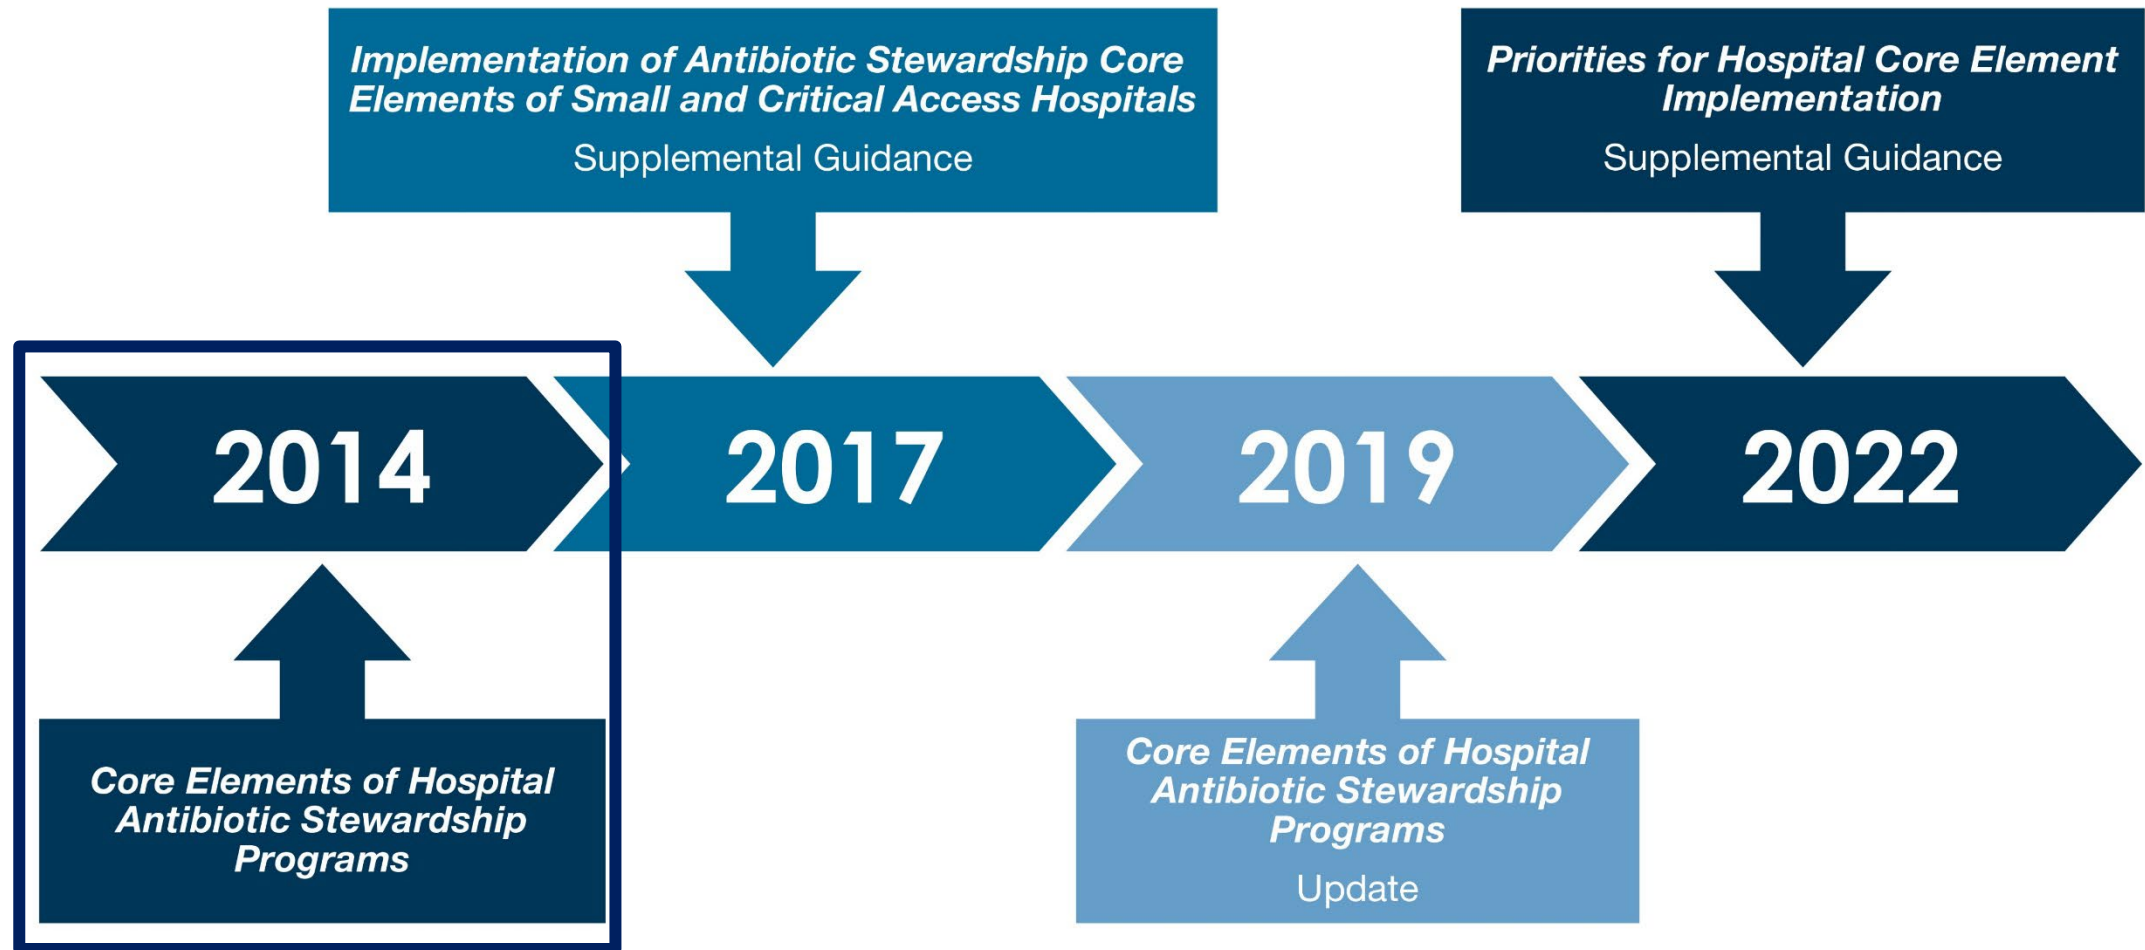 Implementation of Antibiotic Stewardship Core
Elements of Small and Critical Access Hospitals
Supplemental Guidance
Priorities for Hospital Core Element
Implementation
Supplemental Guidance
2014
2017
2019
2022
Core Elements of Hospital
Antibiotic Stewardship
Programs
Core Elements of Hospital
Antibiotic Stewardship
Programs
Update